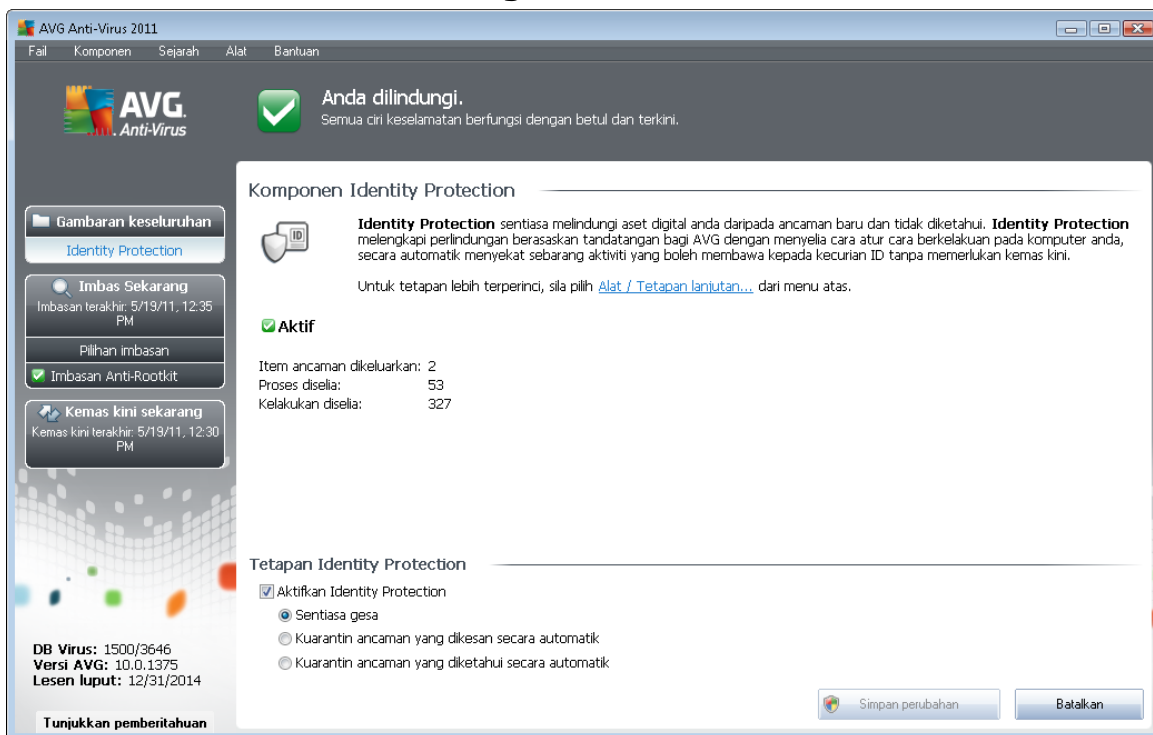 AVG Anti-Virus 2011
Fail Komponen Sejarah Alat Bantuan
AVG.
Anti-Virus
Anda dilindungi.
Semua ciri keselamatan berfungsi dengan betul dan terkini.
Gambaran keseluruhan
Identity Protection
Imbas Sekarang
Imbasan terakhir: 5/19/11, 12:35
PM
Pilihan imbasan
Imbasan Anti-Rootkit
Kemas kini sekarang
Kemas kini terakhir: 5/19/11, 12:30
PM
DB Virus: 1500/3646
Versi AVG: 10.0.1375
Lesen luput: 12/31/2014
Tunjukkan pemberitahuan
Komponen Identity Protection
ID
Identity Protection sentiasa melindungi aset digital anda daripada ancaman baru dan tidak diketahui. Identity Protection
melengkapi perlindungan berasaskan tandatangan bagi AVG dengan menyelia cara atur cara berkelakuan pada komputer anda,
secara automatik menyekat sebarang aktiviti yang boleh membawa kepada kecurian ID tanpa memerlukan kemas kini.
Untuk tetapan lebih terperinci, sila pilih Alat / Tetapan lanjutan... dari menu atas.
Aktif
Item ancaman dikeluarkan: 2
Proses diselia: 53
Kelakukan diselia: 327
Tetapan Identity Protection
Aktifkan Identity Protection
Sentiasa gesa
Kuarantin ancaman yang dikesan secara automatik
Kuarantin ancaman yang diketahui secara automatik
Simpan perubahan
Batalkan